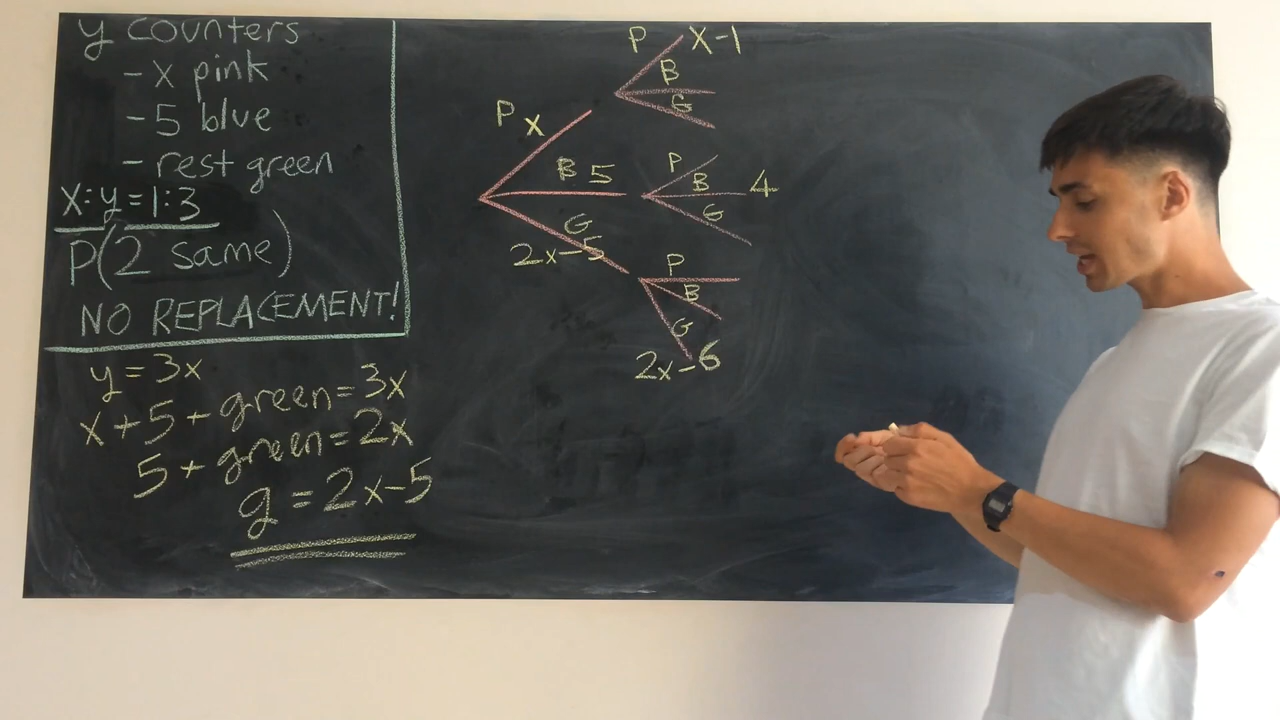 y counters
- x pink
- 5 blue
- rest green
x:y=1:3
P(2 same)
NO REPLACEMENT!
y = 3x
x + 5 + green = 3x
5 + green = 2x
g = 2x-5
P x
B 5
G
2x-5
P x-1
B
G
P
B 4
G
P
B
G
2x-6